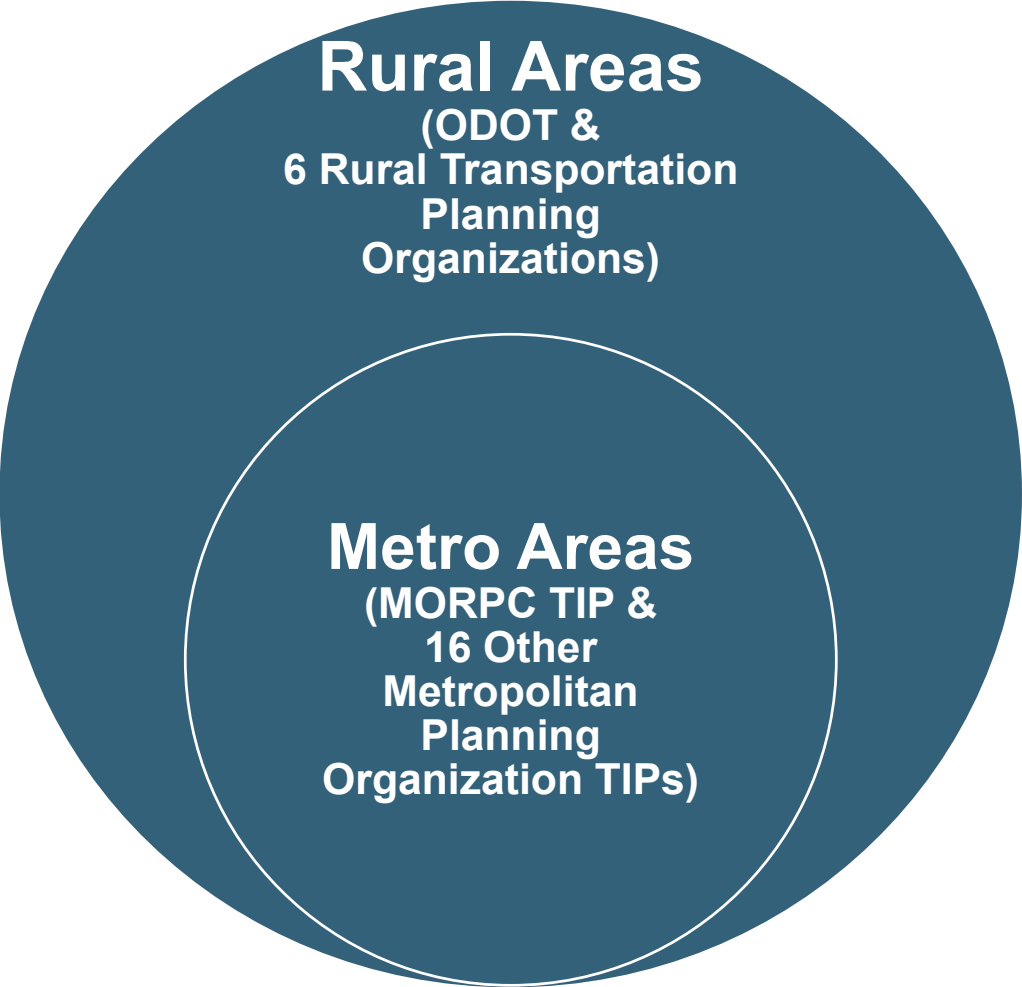 Rural Areas
(ODOT &
6 Rural Transportation
Planning
Organizations)
Metro Areas
(MORPC TIP &
16 Other
Metropolitan
Planning
Organization TIPs)